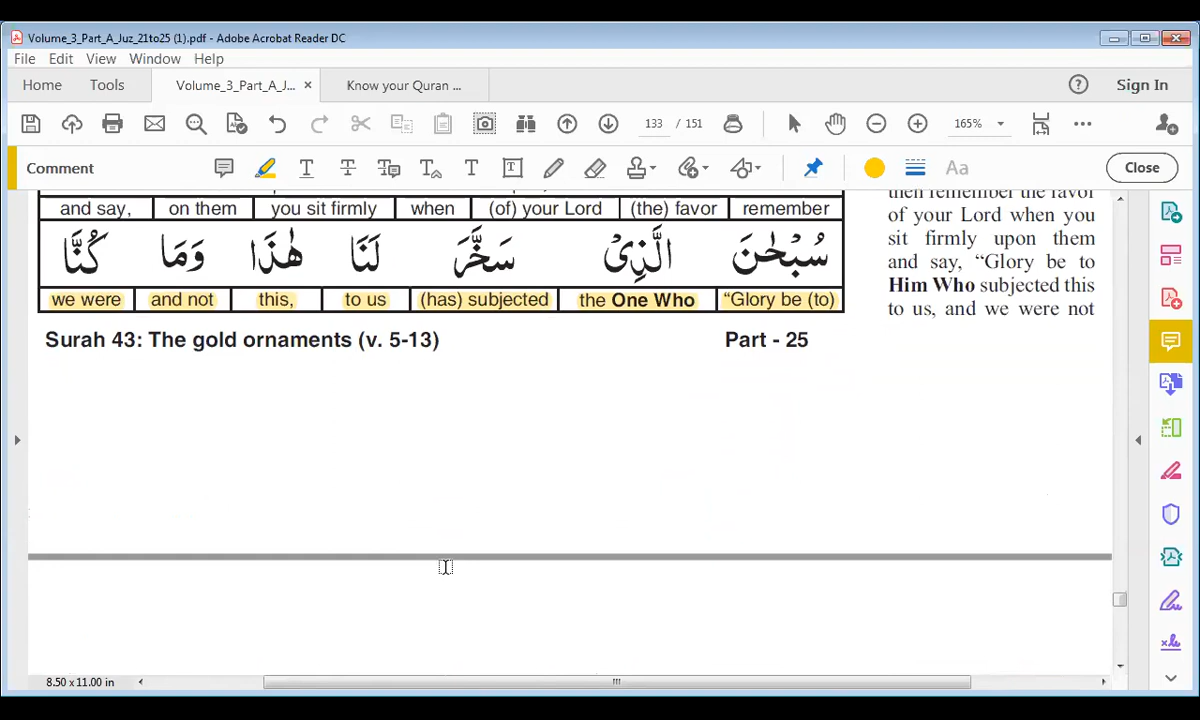 Volume_3_Part_A_Juz_21to25 (1).pdf - Adobe Acrobat Reader DC
File Edit View Window Help
Home Tools Volume_3_Part_A_J... × Know your Quran ... Sign In
133 / 151 165%
Comment Aa Close
and say, on them you sit firmly when (of) your Lord (the) favor remember
سُبْحٰنَ الَّذِيْ سَخَّرَ لَنَا هٰذَا وَمَا كُنَّا
we were and not this, to us (has) subjected the One Who “Glory be (to)
Surah 43: The gold ornaments (v. 5-13) Part - 25
then remember the favor
of your Lord when you
sit firmly upon them
and say, “Glory be to
Him Who subjected this
to us, and we were not
8.50 x 11.00 in